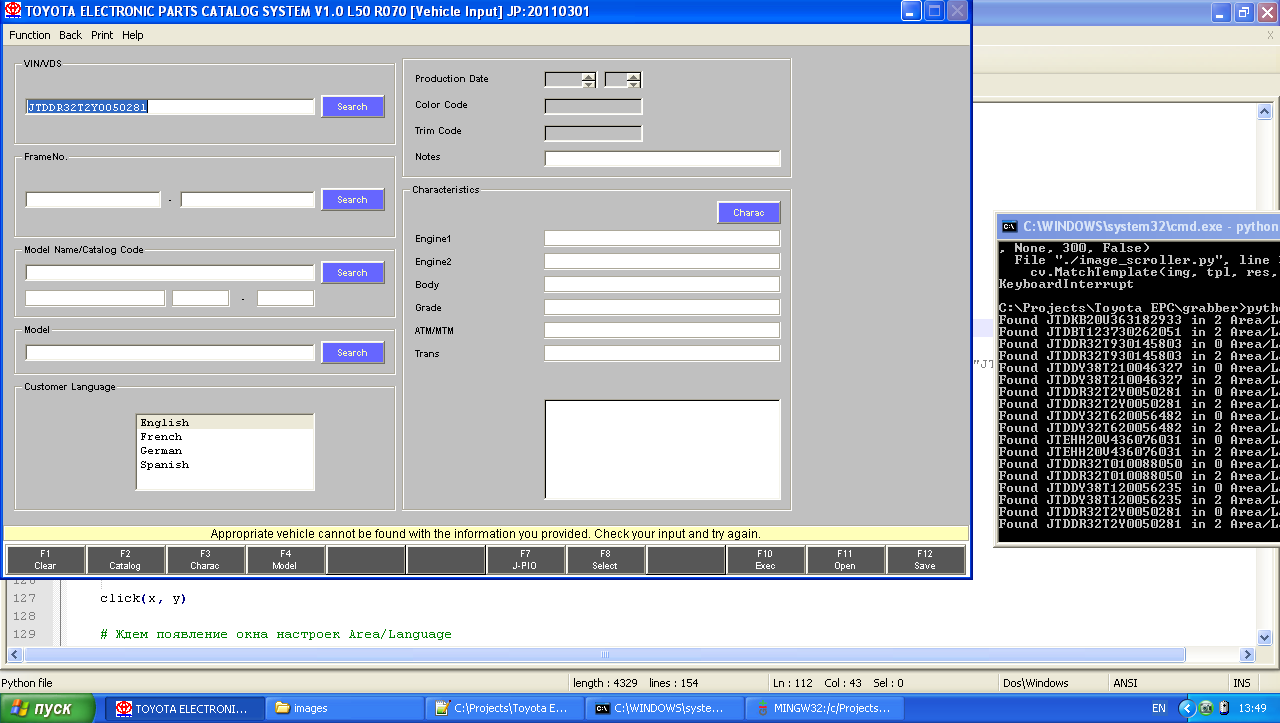 TOYOTA ELECTRONIC PARTS CATALOG SYSTEM V1.0 L50 R070 [Vehicle Input] JP:20110301
Function Back Print Help
VIN/VDS
JTDDR32T2Y0050281 Search
FrameNo.
- Search
Model Name/Catalog Code
Search
-
Model
Search
Customer Language
English
French
German
Spanish
Production Date
Color Code
Trim Code
Notes
Characteristics
Charac
Engine1
Engine2
Body
Grade
ATM/MTM
Trans
Appropriate vehicle cannot be found with the information you provided. Check your input and try again.
F1 F2 F3 F4 F7 F8 F10 F11 F12
Clear Catalog Charac Model J-PIO Select Exec Open Save
"JT
C:\WINDOWS\system32\cmd.exe - python
, None, 300, False)
File "./image_scroller.py", line
cv.MatchTemplate(img, tpl, res,
KeyboardInterrupt
C:\Projects\Toyota EPC\grabber>pytho
Found JTDKB20U363182933 in 2 Area/L
Found JTDBT123730262051 in 2 Area/L
Found JTDDR32T930145803 in 0 Area/L
Found JTDDR32T930145803 in 2 Area/L
Found JTDDY38T210046327 in 0 Area/L
Found JTDDY38T210046327 in 2 Area/L
Found JTDDR32T2Y0050281 in 0 Area/L
Found JTDDR32T2Y0050281 in 2 Area/L
Found JTDDY32T620056482 in 0 Area/L
Found JTDDY32T620056482 in 2 Area/L
Found JTEHH20V436076031 in 0 Area/L
Found JTEHH20V436076031 in 2 Area/L
Found JTDDR32T010088050 in 0 Area/L
Found JTDDR32T010088050 in 2 Area/L
Found JTDDY38T120056235 in 0 Area/L
Found JTDDY38T120056235 in 2 Area/L
Found JTDDR32T2Y0050281 in 0 Area/L
Found JTDDR32T2Y0050281 in 2 Area/L
127 click(x, y)
128
129 # Ждем появление окна настроек Area/Language
Python file length : 4329 lines : 154 Ln : 112 Col : 43 Sel : 0 Dos\Windows ANSI INS
пуск TOYOTA ELECTRONI... images C:\Projects\Toyota E... C:\WINDOWS\syste... MINGW32:/c/Projects... EN 13:49